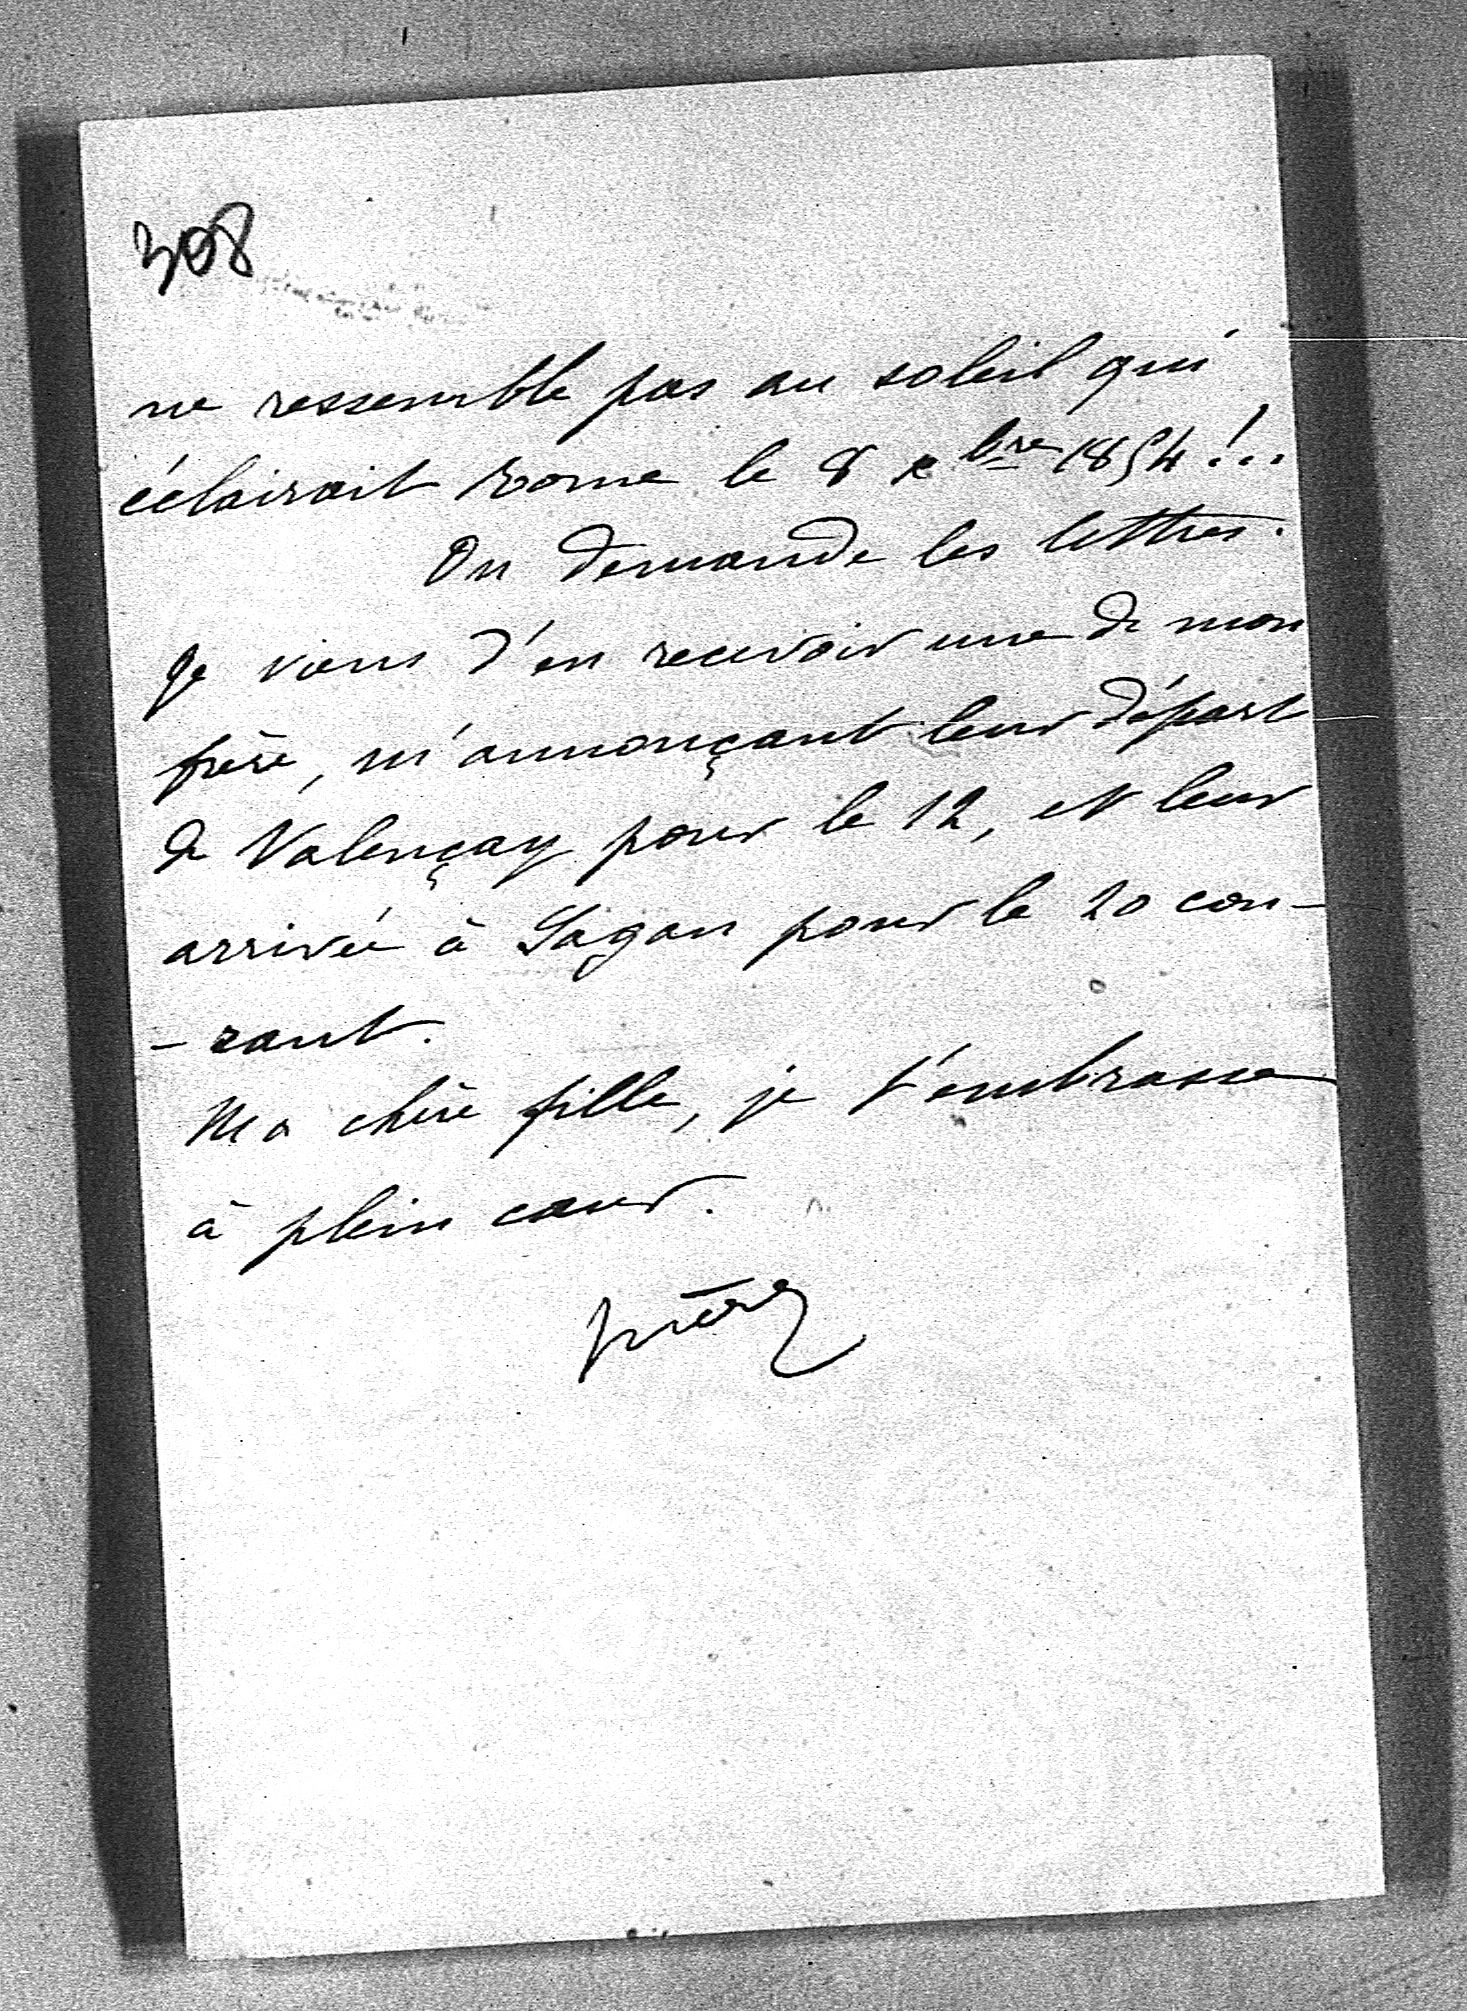 308
ne ressemble pas au soleil qui
éclairait Rome le 8 xbre 1854!..
On demande les lettres.
Je viens d'en recevoir une de mon
frère, m'annonçant leur départ
de Valençay pour le 12, et leur
arrivée à Sagan pour le 20 cou-
-rant.
Ma chère fille, je t'embrasse
à plein cœur.